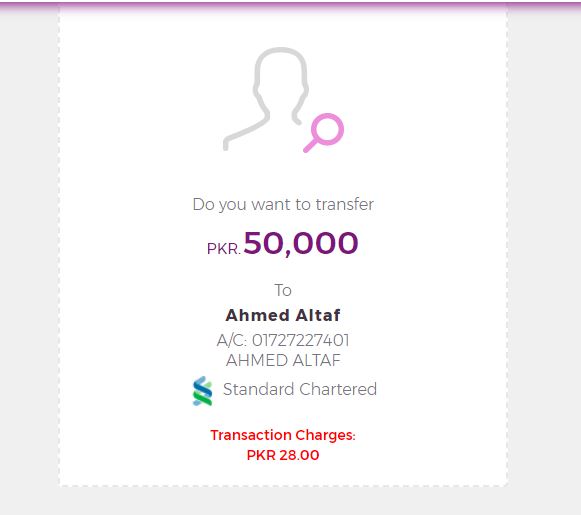 Do you want to transfer
PKR.50,000
To
Ahmed Altaf
A/C: 01727227401
AHMED ALTAF
Standard Chartered
Transaction Charges:
PKR 28.00